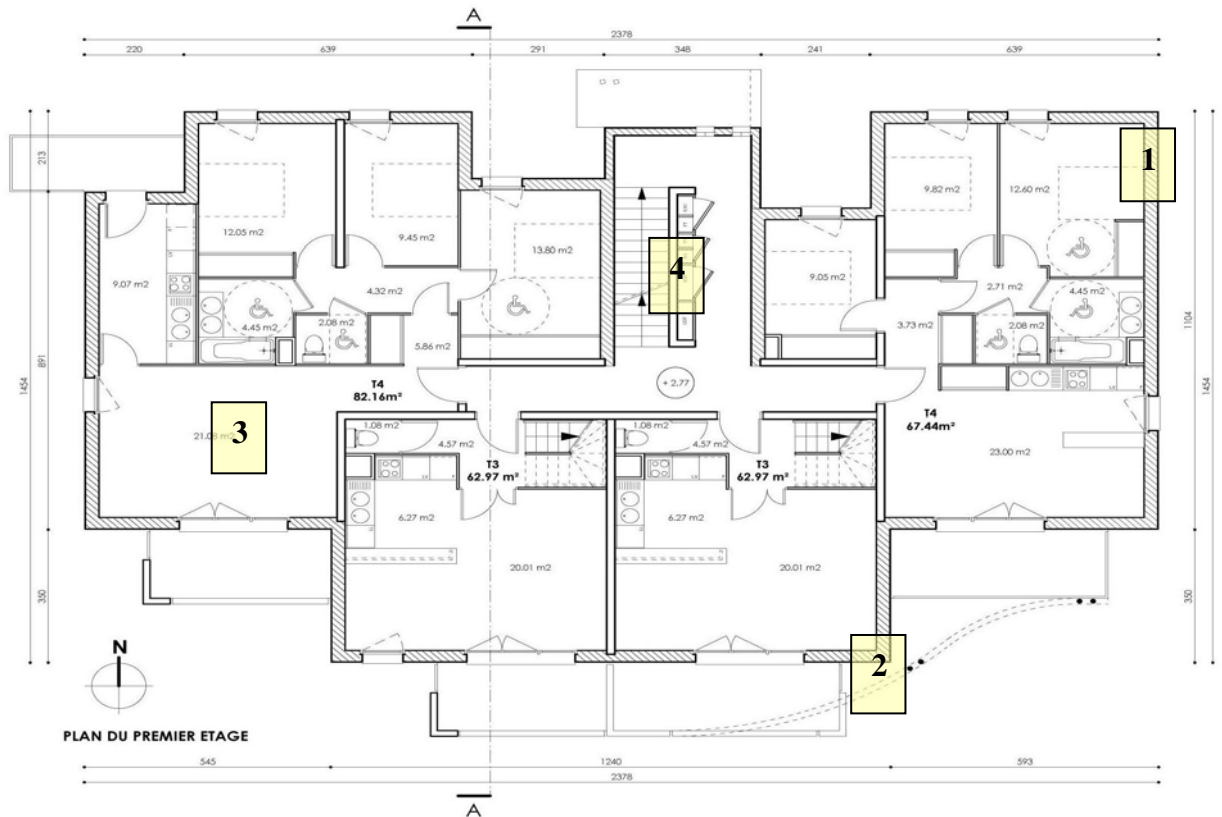 A
2378
220 639 291 348 241 639
213
1
9.82 m2 12.60 m2
12.05 m2 9.45 m2
13.80 m2
4
9.05 m2
9.07 m2
4.32 m2
2.71 m2
4.45 m2
4.45 m2 2.08 m2
3.73 m2 2.08 m2
5.86 m2
1104
891
1454
1454
T4
82.16m²
+ 2.77
T4
67.44m²
21.08 m2
3
1.08 m2 4.57 m2
1.08 m2 4.57 m2
23.00 m2
T3
62.97 m²
T3
62.97 m²
6.27 m2
6.27 m2
20.01 m2
20.01 m2
350
350
N
2
PLAN DU PREMIER ETAGE
545 1240 593
2378
A